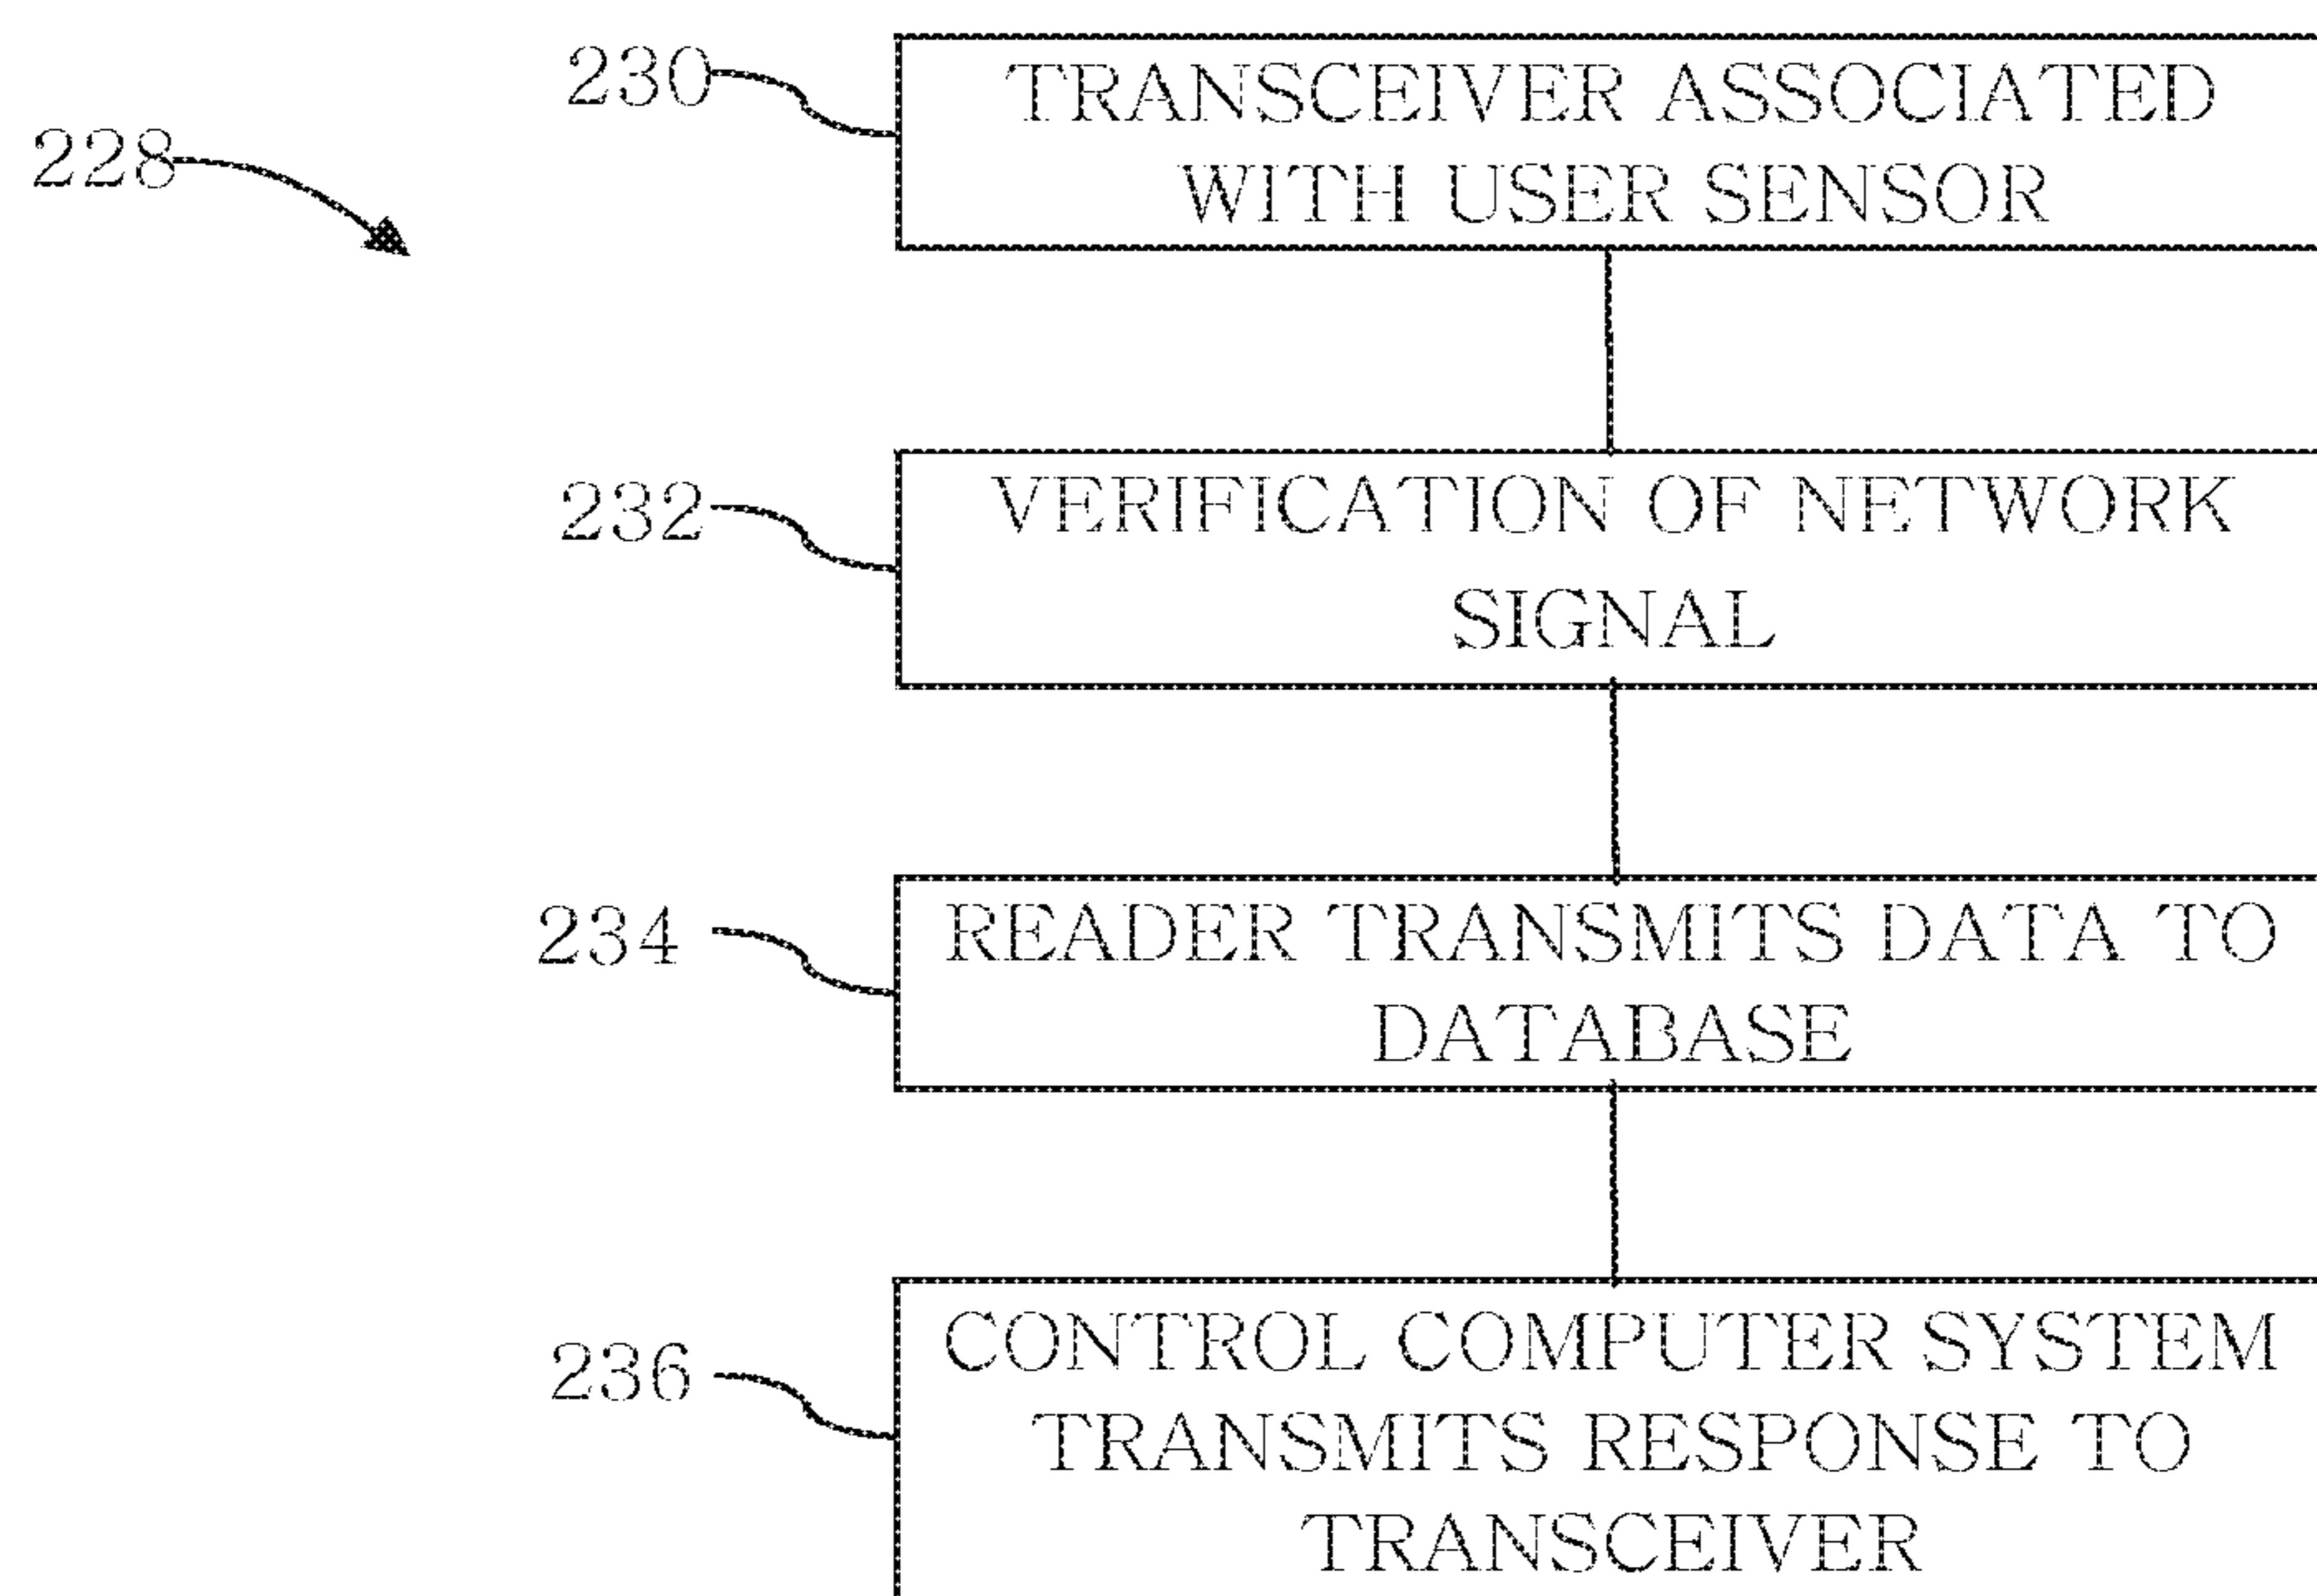 230
TRANSCEIVER ASSOCIATED
WITH USER SENSOR
228
232
VERIFICATION OF NETWORK
SIGNAL
234
READER TRANSMITS DATA TO
DATABASE
236
CONTROL COMPUTER SYSTEM
TRANSMITS RESPONSE TO
TRANSCEIVER